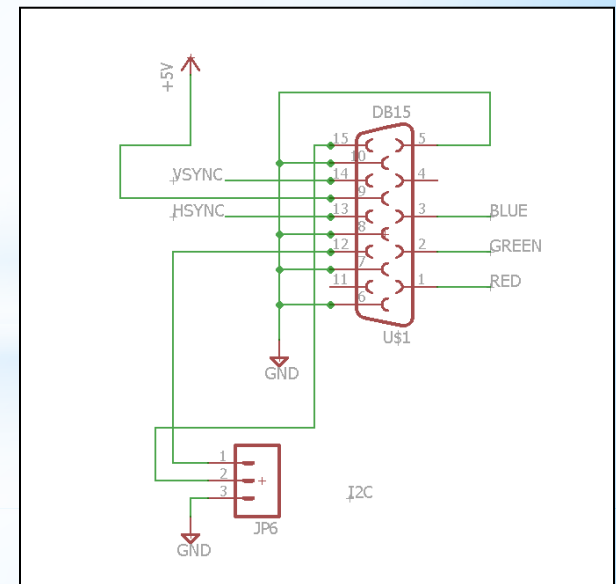 +5V
DB15
15
5
10
14
4
VSYNC
9
13
3
HSYNC
BLUE
8
12
2
GREEN
7
11
1
RED
6
U$1
GND
1
2
3
I2C
JP6
GND